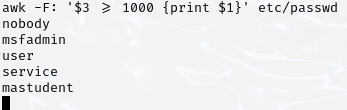 awk -F: '$3 >= 1000 {print $1}' etc/passwd
nobody
msfadmin
user
service
mastudent